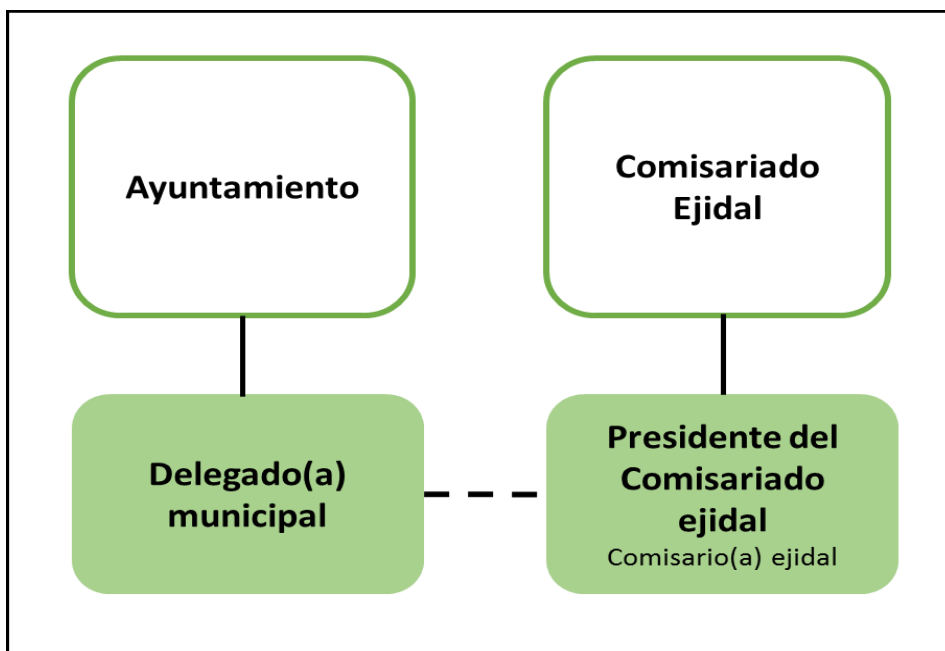 Ayuntamiento
Comisariado
Ejidal
Delegado(a)
municipal
Presidente del
Comisariado
ejidal
Comisario(a) ejidal